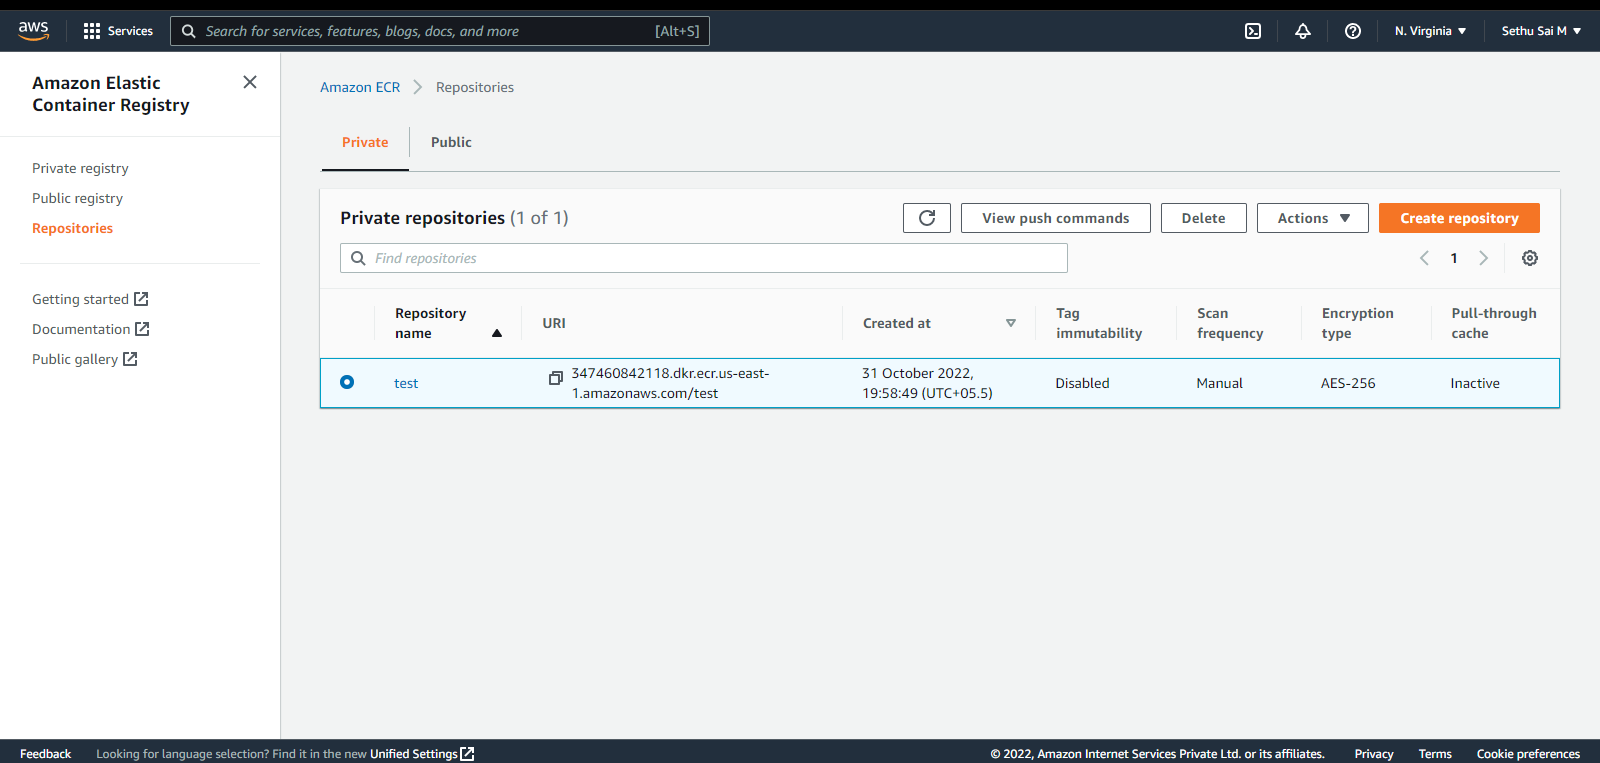 aws
Services
Search for services, features, blogs, docs, and more [Alt+S]
N. Virginia
Sethu Sai M
Amazon Elastic
Container Registry
Private registry
Public registry
Repositories
Getting started
Documentation
Public gallery
Amazon ECR Repositories
Private Public
Private repositories (1 of 1)
View push commands
Delete
Actions
Create repository
Find repositories
1
Repository
name
URI
Created at
Tag
immutability
Scan
frequency
Encryption
type
Pull-through
cache
test
347460842118.dkr.ecr.us-east-
1.amazonaws.com/test
31 October 2022,
19:58:49 (UTC+05.5)
Disabled
Manual
AES-256
Inactive
Feedback
Looking for language selection? Find it in the new Unified Settings
© 2022, Amazon Internet Services Private Ltd. or its affiliates.
Privacy
Terms
Cookie preferences